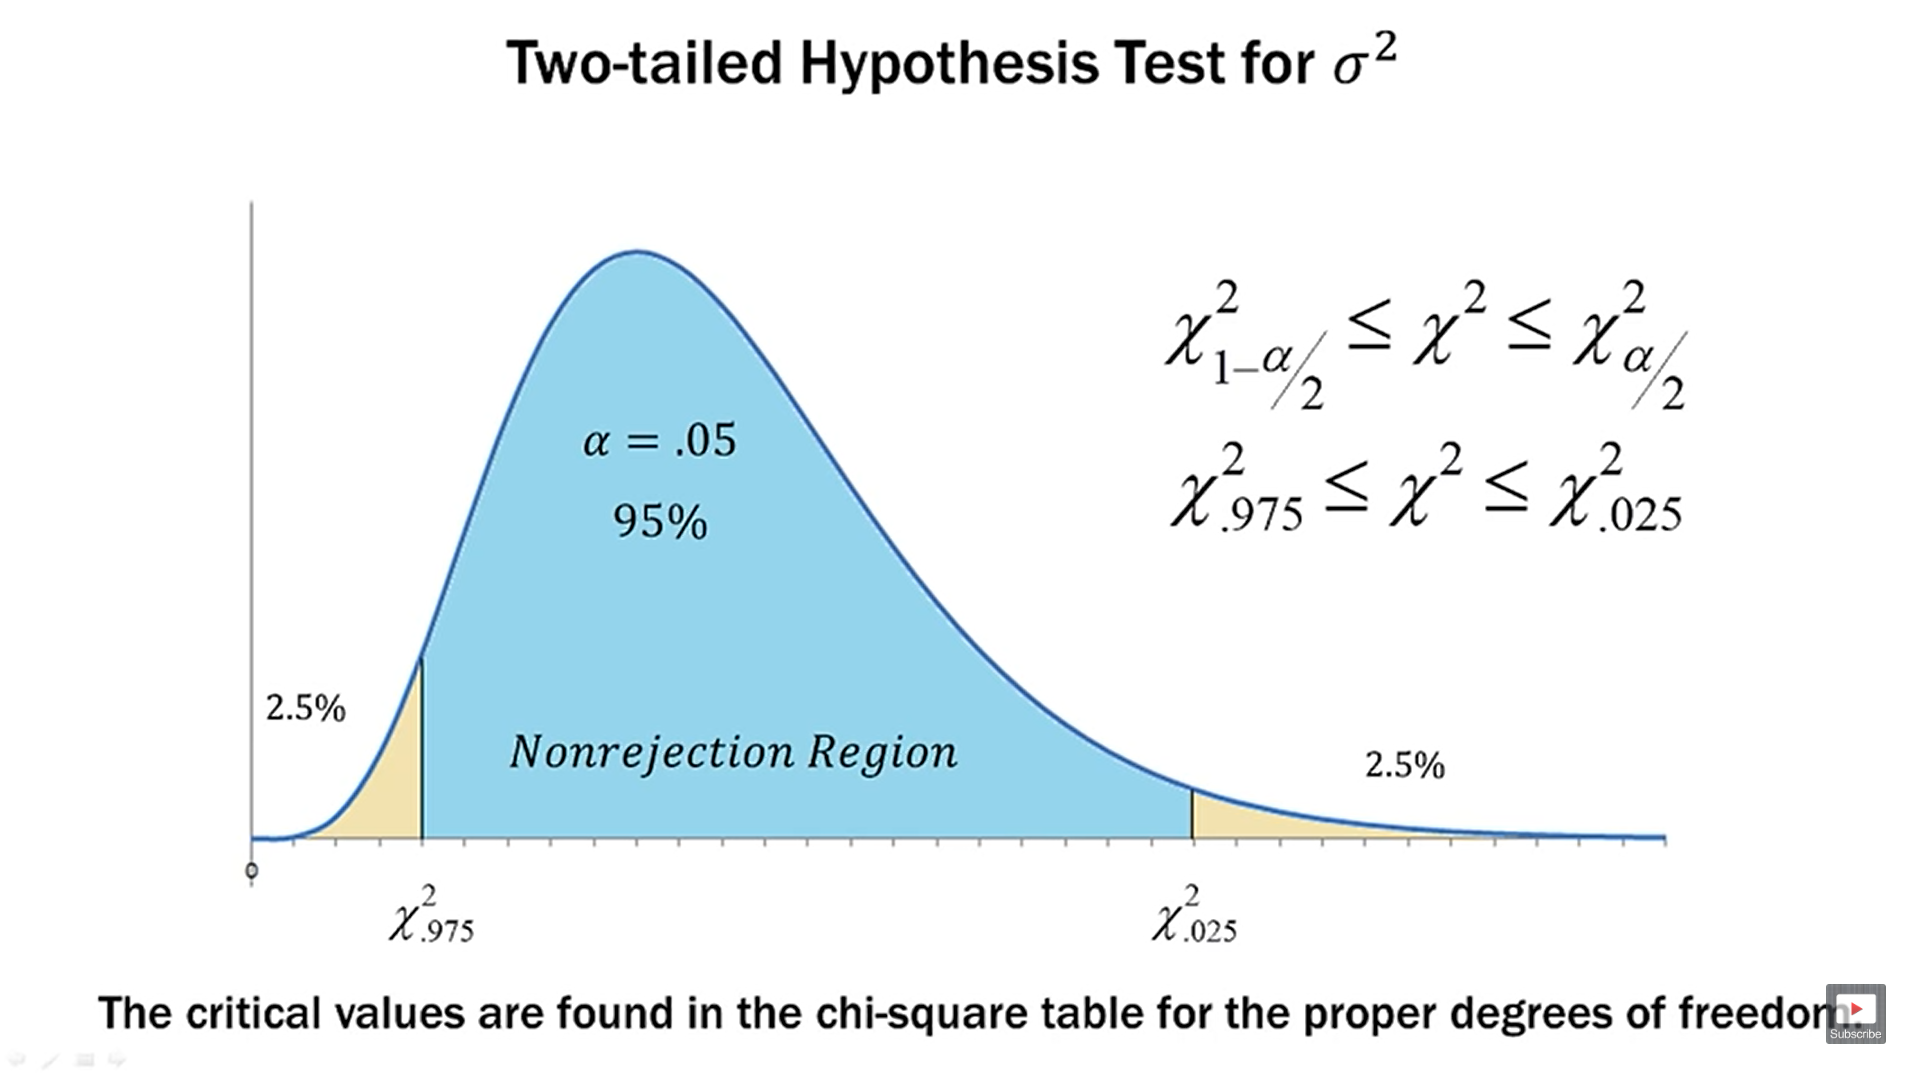 Two-tailed Hypothesis Test for σ²
χ²₁₋α/₂ ≤ χ² ≤ χ²α/₂
α = .05
χ².₉₇₅ ≤ χ² ≤ χ².₀₂₅
95%
2.5%
Nonrejection Region
2.5%
0
χ².₉₇₅
χ².₀₂₅
The critical values are found in the chi-square table for the proper degrees of freedom.
Subscribe